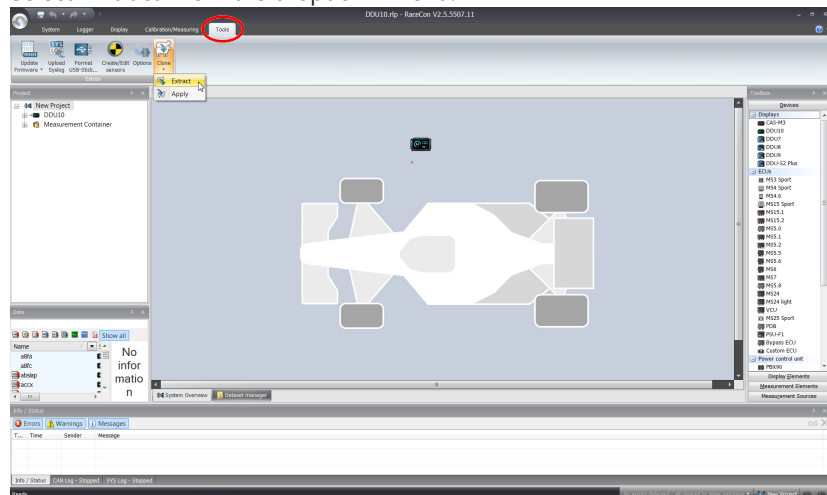 DDU10.rlp - RaceCon V2.5.5507.11
System Logger Display Calibration/Measuring Tools
Update Firmware
Upload Syslog
Format USB-Stick...
Create/Edit sensors
Options
Clone
Extras
Extract
Apply
Project
New Project
DDU10
Measurement Container
Data
Show all
Name
a8fa
a8fc
abslap
accx
No
infor
matio
n
System Overview
Dataset manager
Toolbox
Devices
Displays
CAS-M3
DDU10
DDU7
DDU8
DDU9
DDU-S2 Plus
ECUs
MS3 Sport
MS4 Sport
MS4.6
MS15 Sport
MS15.1
MS15.2
MS5.0
MS5.1
MS5.2
MS5.5
MS5.6
MS6
MS7
MS5.8
MS24
MS24 light
VCU
MS25 Sport
PDB
PSU-F1
Bypass ECU
Custom ECU
Power control unit
PBX90
Display Elements
Measurement Elements
Measurement Sources
Info / Status
Errors Warnings Messages
0/0
T... Time Sender Message
Info / Status CAN Log - Stopped SYS Log - Stopped
Ready
New Project